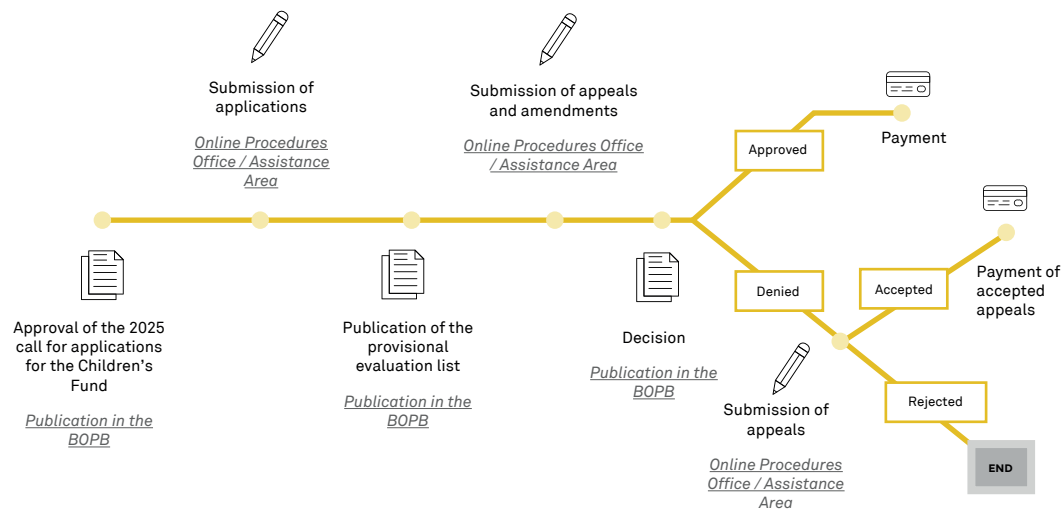 Submission of
applications
Online Procedures
Office / Assistance
Area
Submission of appeals
and amendments
Online Procedures Office
/ Assistance Area
Approved
Payment
Approval of the 2025
call for applications
for the Children's
Fund
Publication in the
BOPB
Publication of the
provisional
evaluation list
Publication in the
BOPB
Decision
Publication in the
BOPB
Denied
Submission of
appeals
Online Procedures
Office / Assistance
Area
Accepted
Payment of
accepted
appeals
Rejected
END